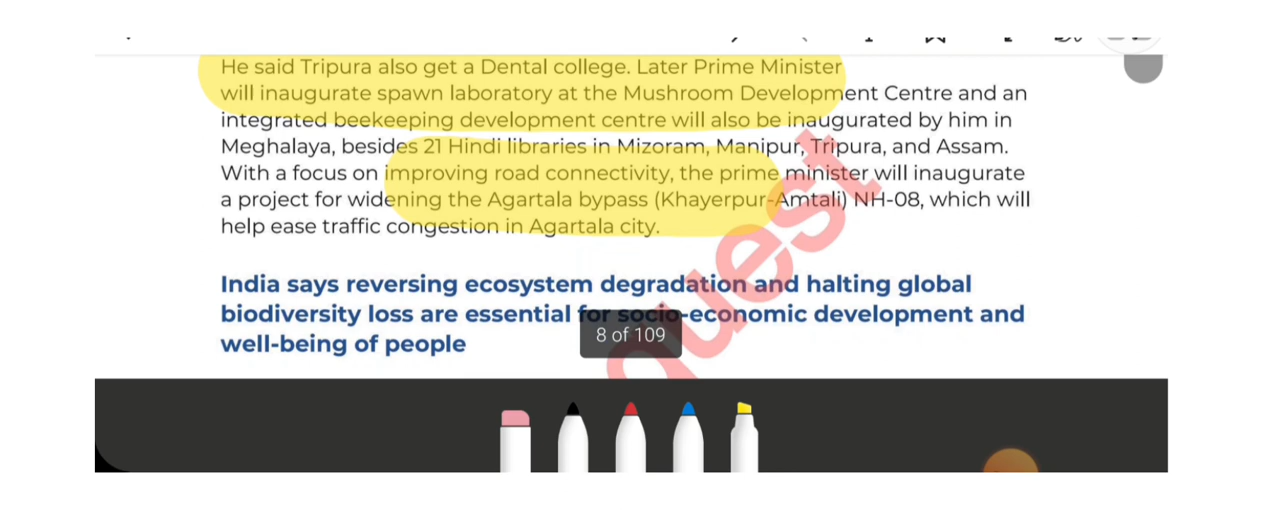 He said Tripura also get a Dental college. Later Prime Minister
will inaugurate spawn laboratory at the Mushroom Development Centre and an
integrated beekeeping development centre will also be inaugurated by him in
Meghalaya, besides 21 Hindi libraries in Mizoram, Manipur, Tripura, and Assam.
With a focus on improving road connectivity, the prime minister will inaugurate
a project for widening the Agartala bypass (Khayerpur-Amtali) NH-08, which will
help ease traffic congestion in Agartala city.
India says reversing ecosystem degradation and halting global
biodiversity loss are essential for socio-economic development and
well-being of people
8 of 109
quest